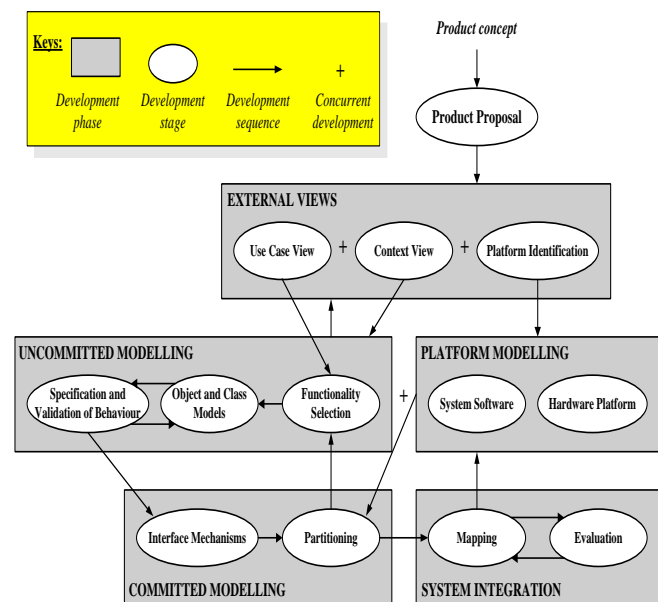 Keys:
+
Development phase
Development stage
Development sequence
Concurrent development
Product concept
Product Proposal
EXTERNAL VIEWS
Use Case View
+
Context View
+
Platform Identification
UNCOMMITTED MODELLING
Specification and
Validation of Behaviour
Object and Class
Models
Functionality
Selection
+
PLATFORM MODELLING
System Software
Hardware Platform
Interface Mechanisms
Partitioning
COMMITTED MODELLING
Mapping
Evaluation
SYSTEM INTEGRATION